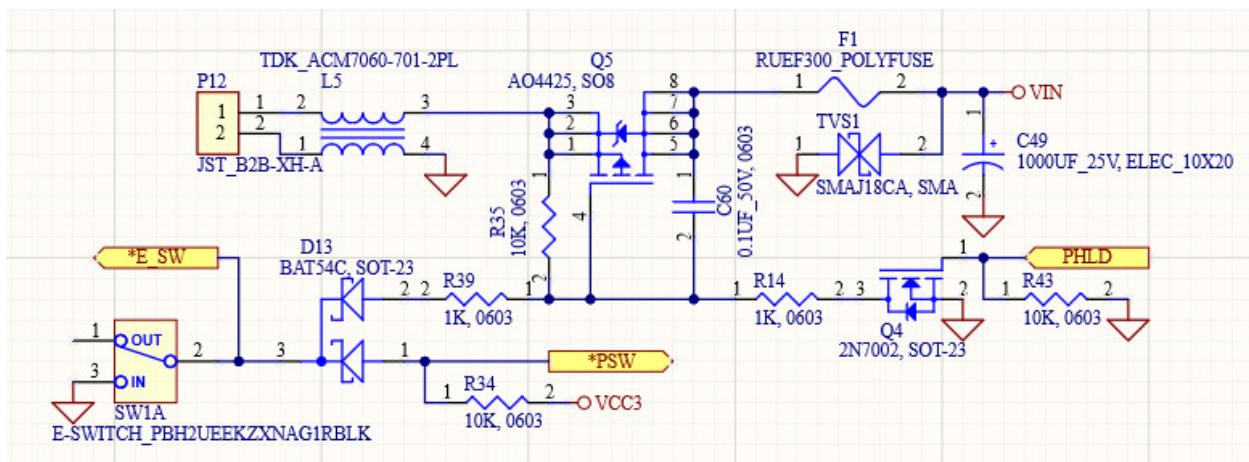 TDK_ACM7060-701-2PL
L5
P12
1
2
1
2
2
1
3
4
JST_B2B-XH-A
Q5
AO4425, SO8
3
2
1
8
7
6
5
4
F1
RUEF300_POLYFUSE
1
2
VIN
TVS1
1
2
SMAJ18CA, SMA
1
+
2
C49
1000UF_25V, ELEC_10X20
1
2
R35
10K, 0603
1
2
C60
0.1UF_50V, 0603
*E_SW
D13
BAT54C, SOT-23
2
2
R39
1
1K, 0603
1
R14
2
1K, 0603
3
1
2
Q4
2N7002, SOT-23
PHLD
R43
1
2
10K, 0603
1
OUT
2
3
IN
SW1A
E-SWITCH_PBH2UEEKZXNAG1RBLK
3
1
*PSW
R34
1
2
10K, 0603
VCC3